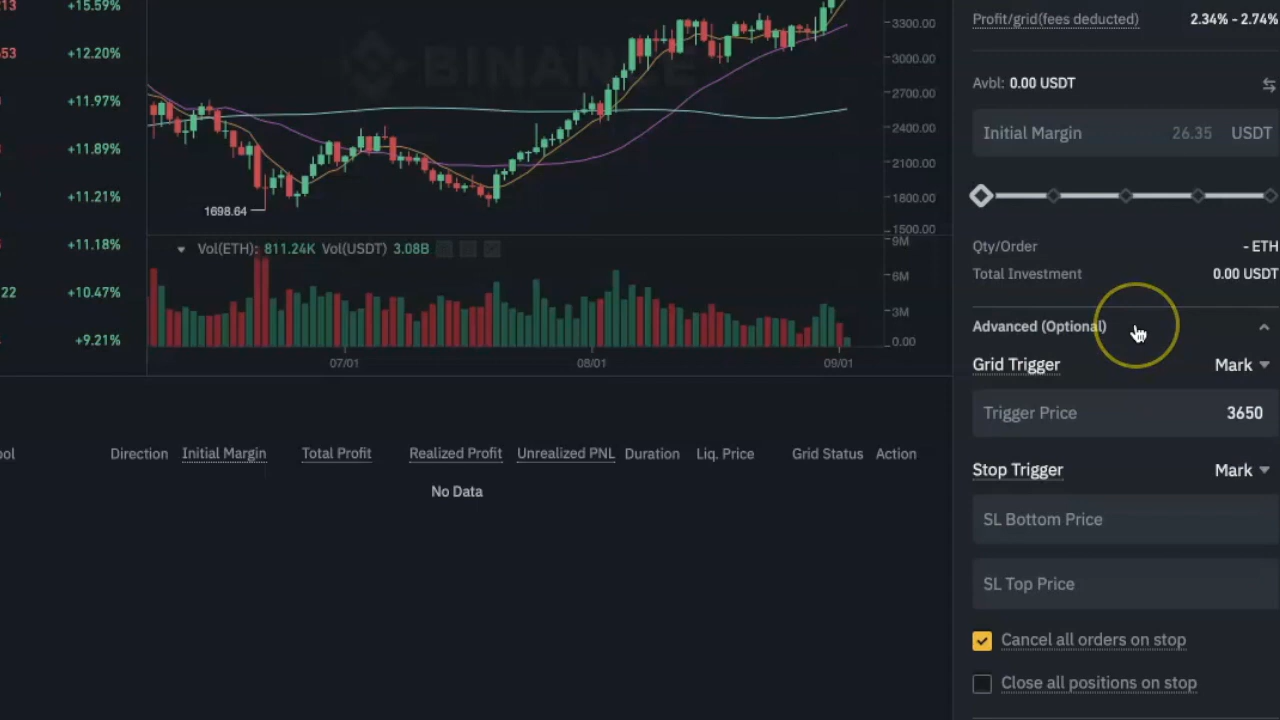 13
+15.59%
53
+12.20%
+11.97%
+11.89%
+11.21%
+11.18%
22
+10.47%
+9.21%
BINANCE
3300.00
3000.00
2700.00
2400.00
2100.00
1800.00
1500.00
1698.64
Vol(ETH): 811.24K Vol(USDT) 3.08B
9M
6M
3M
0.00
07/01
08/01
09/01
ool
Direction
Initial Margin
Total Profit
Realized Profit
Unrealized PNL
Duration
Liq. Price
Grid Status
Action
No Data
Profit/grid(fees deducted)
2.34% - 2.74%
Avbl: 0.00 USDT
Initial Margin
26.35 USDT
Qty/Order
- ETH
Total Investment
0.00 USDT
Advanced (Optional)
Grid Trigger
Mark
Trigger Price
3650
Stop Trigger
Mark
SL Bottom Price
SL Top Price
Cancel all orders on stop
Close all positions on stop